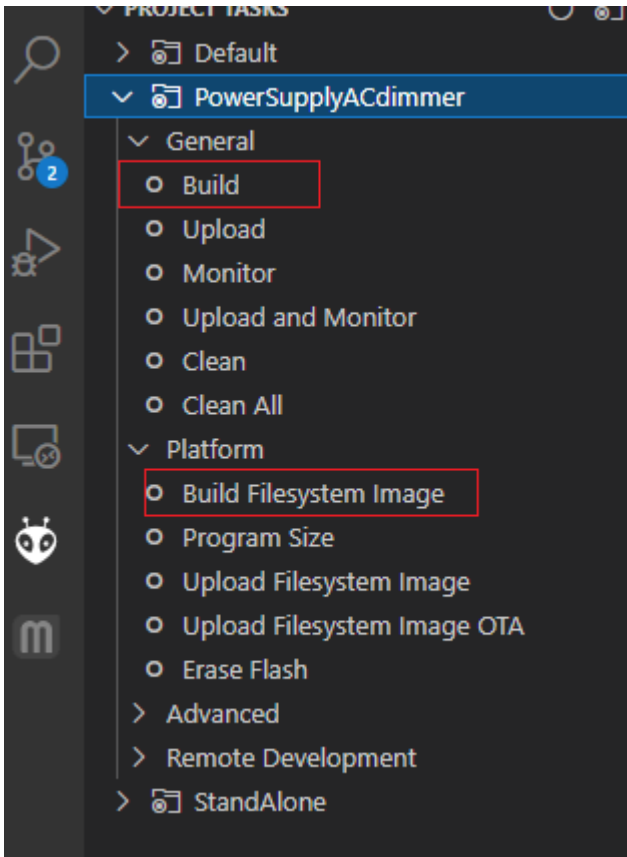 PROJECT TASKS
Default
PowerSupplyACdimmer
General
Build
2
Upload
Monitor
Upload and Monitor
Clean
Clean All
Platform
Build Filesystem Image
Program Size
Upload Filesystem Image
Upload Filesystem Image OTA
m
Erase Flash
Advanced
Remote Development
StandAlone